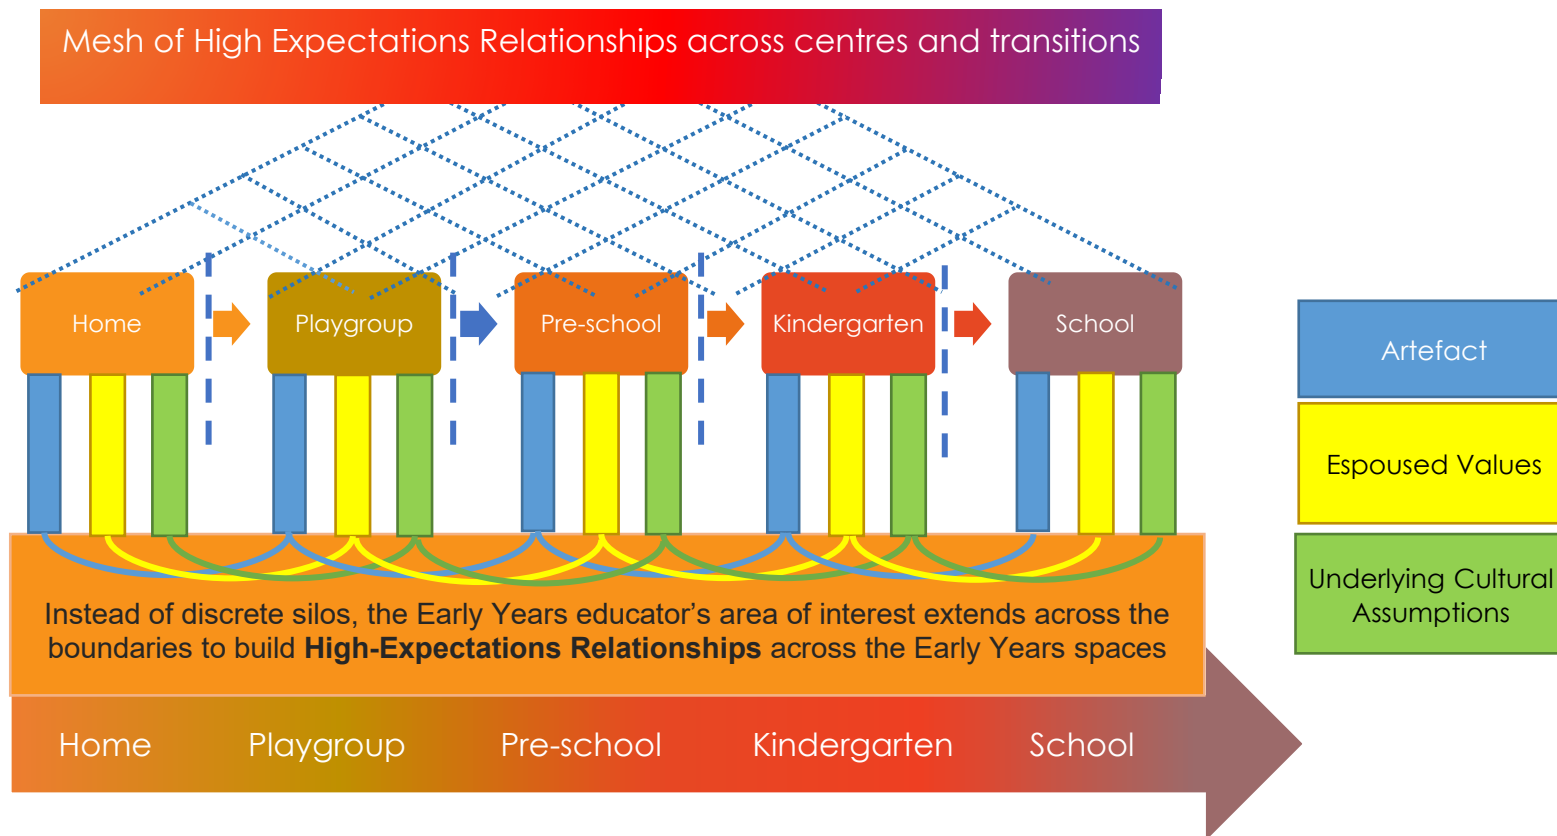 Mesh of High Expectations Relationships across centres and transitions
Home
Playgroup
Pre-school
Kindergarten
School
Artefact
Espoused Values
Underlying Cultural
Assumptions
Instead of discrete silos, the Early Years educator’s area of interest extends across the
boundaries to build High-Expectations Relationships across the Early Years spaces
Home
Playgroup
Pre-school
Kindergarten
School